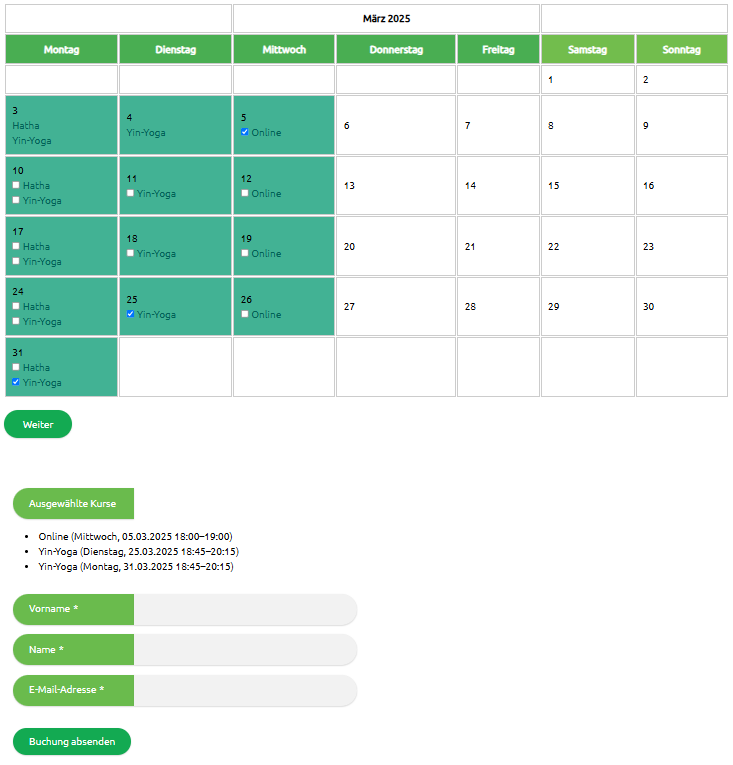 März 2025
Montag Dienstag Mittwoch Donnerstag Freitag Samstag Sonntag
1 2
3 4 5 6 7 8 9
Hatha Yin-Yoga Online
Yin-Yoga
10 11 12 13 14 15 16
Hatha Yin-Yoga Online
Yin-Yoga
17 18 19 20 21 22 23
Hatha Yin-Yoga Online
Yin-Yoga
24 25 26 27 28 29 30
Hatha Yin-Yoga Online
Yin-Yoga
31
Hatha
Yin-Yoga
Weiter
Ausgewählte Kurse
• Online (Mittwoch, 05.03.2025 18:00–19:00)
• Yin-Yoga (Dienstag, 25.03.2025 18:45–20:15)
• Yin-Yoga (Montag, 31.03.2025 18:45–20:15)
Vorname *
Name *
E-Mail-Adresse *
Buchung absenden